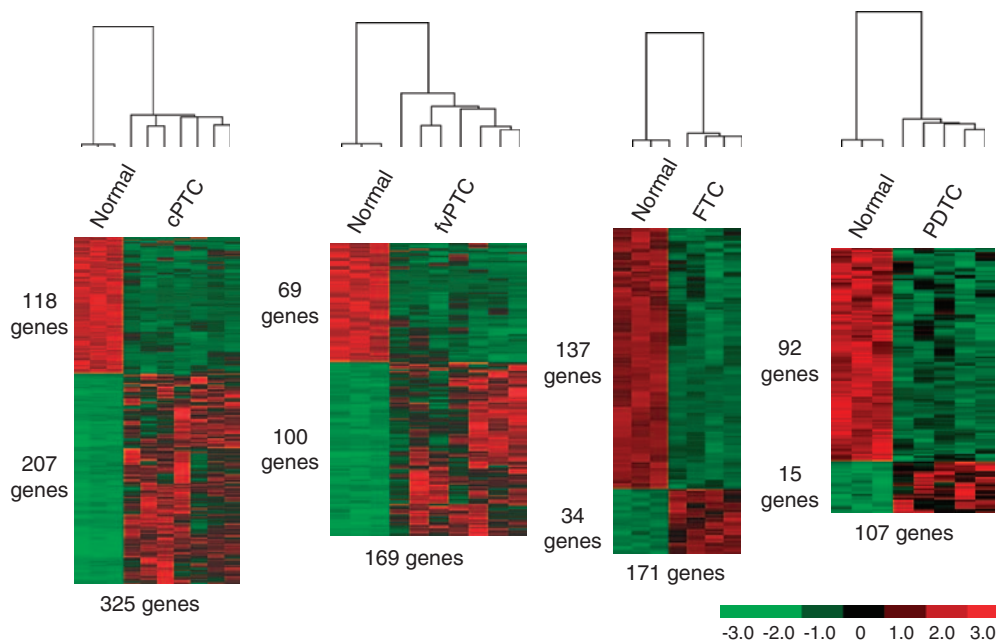 Normal
cPTC
118
genes
207
genes
325 genes
Normal
fvPTC
69
genes
100
genes
169 genes
Normal
FTC
137
genes
34
genes
171 genes
Normal
PDTC
92
genes
15
genes
107 genes
-3.0 -2.0 -1.0 0 1.0 2.0 3.0